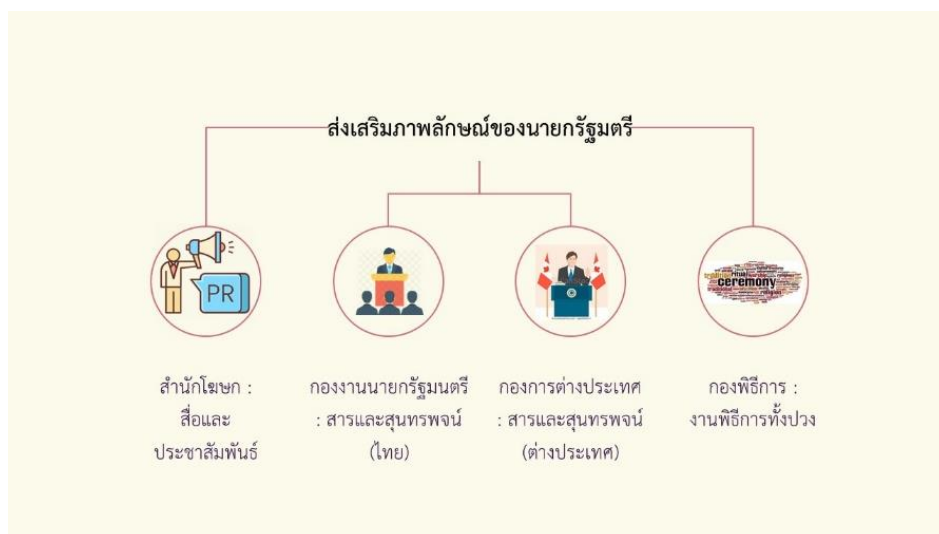 ส่งเสริมภาพลักษณ์ของนายกรัฐมตรี
PR
ceremony
ritual
สำนักโฆษก :
สื่อและ
ประชาสัมพันธ์
กองงานนายกรัฐมนตรี
: สารและสุนทรพจน์
(ไทย)
กองการต่างประเทศ
: สารและสุนทรพจน์
(ต่างประเทศ)
กองพิธีการ :
งานพิธีการทั้งปวง